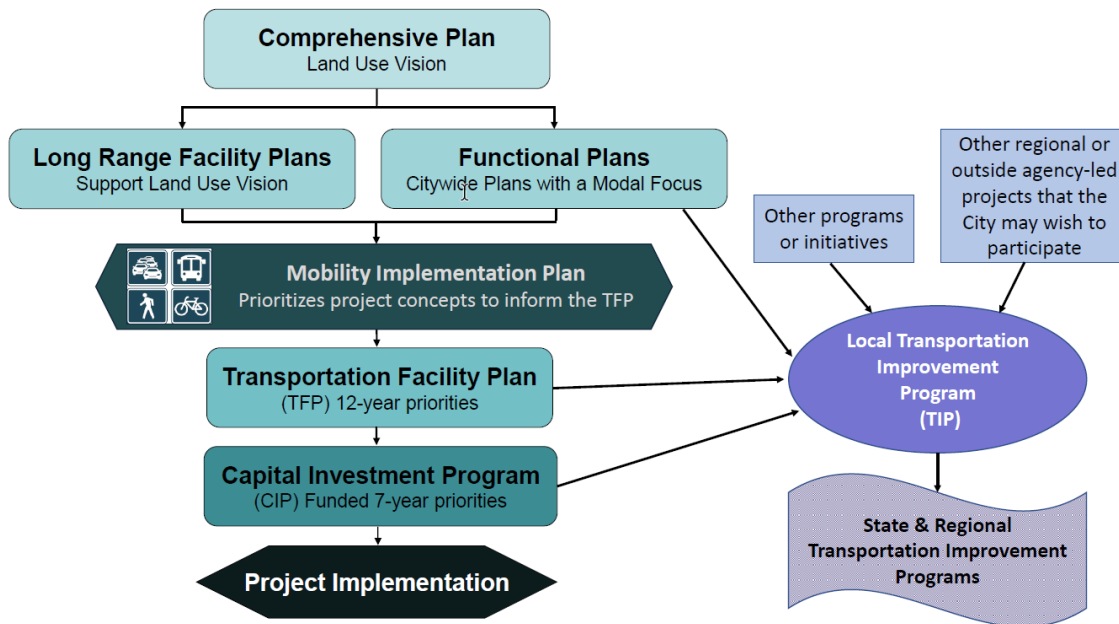 Comprehensive Plan
Land Use Vision
Long Range Facility Plans
Support Land Use Vision
Functional Plans
Citywide Plans with a Modal Focus
Other programs
or initiatives
Other regional or
outside agency-led
projects that the
City may wish to
participate
Mobility Implementation Plan
Prioritizes project concepts to inform the TFP
Transportation Facility Plan
(TFP) 12-year priorities
Capital Investment Program
(CIP) Funded 7-year priorities
Project Implementation
Local Transportation
Improvement
Program
(TIP)
State & Regional
Transportation Improvement
Programs